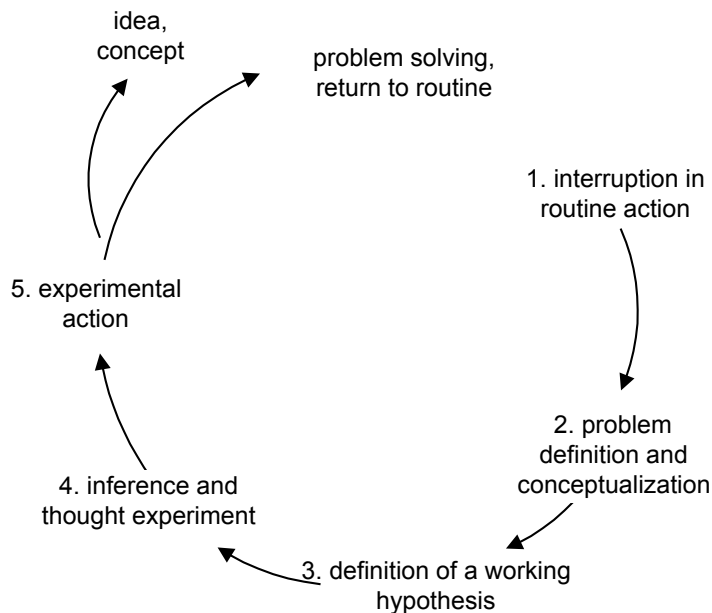 idea,
concept
problem solving,
return to routine
1. interruption in
routine action
2. problem
definition and
conceptualization
3. definition of a working
hypothesis
4. inference and
thought experiment
5. experimental
action